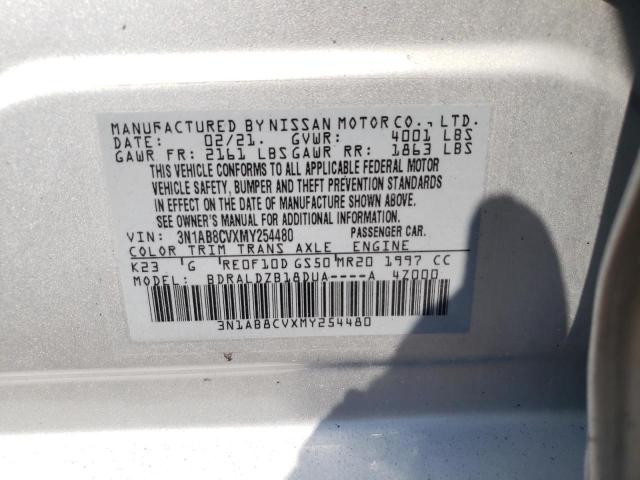 MANUFACTURED BY NISSAN MOTOR CO., LTD.
DATE: 02/21. GVWR: 4001 LBS
GAWR FR: 2161 LBS GAWR RR: 1863 LBS
THIS VEHICLE CONFORMS TO ALL APPLICABLE FEDERAL MOTOR
VEHICLE SAFETY, BUMPER AND THEFT PREVENTION STANDARDS
IN EFFECT ON THE DATE OF MANUFACTURE SHOWN ABOVE.
SEE OWNER'S MANUAL FOR ADDITIONAL INFORMATION.
VIN: 3N1AB8CVXMY254480 PASSENGER CAR.
COLOR TRIM TRANS AXLE ENGINE
K23 G RE0F10D GS50 MR20 1997 CC
MODEL: BDRALDZB18DUA----A 4Z000
3N1AB8CVXMY254480